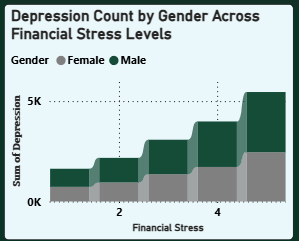 Depression Count by Gender Across
Financial Stress Levels
Gender Female Male
5K
Sum of Depression
0K
2 4
Financial Stress